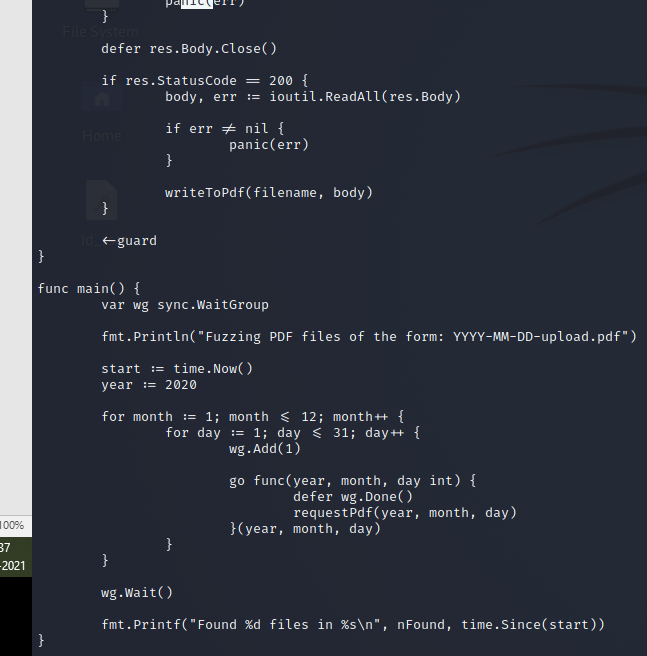 panic(err)
}
File System
defer res.Body.Close()
if res.StatusCode == 200 {
body, err := ioutil.ReadAll(res.Body)
if err != nil {
Home
panic(err)
}
writeToPdf(filename, body)
}
<-guard
}
func main() {
var wg sync.WaitGroup
fmt.Println("Fuzzing PDF files of the form: YYYY-MM-DD-upload.pdf")
start := time.Now()
year := 2020
for month := 1; month <= 12; month++ {
for day := 1; day <= 31; day++ {
wg.Add(1)
go func(year, month, day int) {
defer wg.Done()
requestPdf(year, month, day)
}(year, month, day)
}
}
wg.Wait()
fmt.Printf("Found %d files in %s\n", nFound, time.Since(start))
}
100%
37
-2021